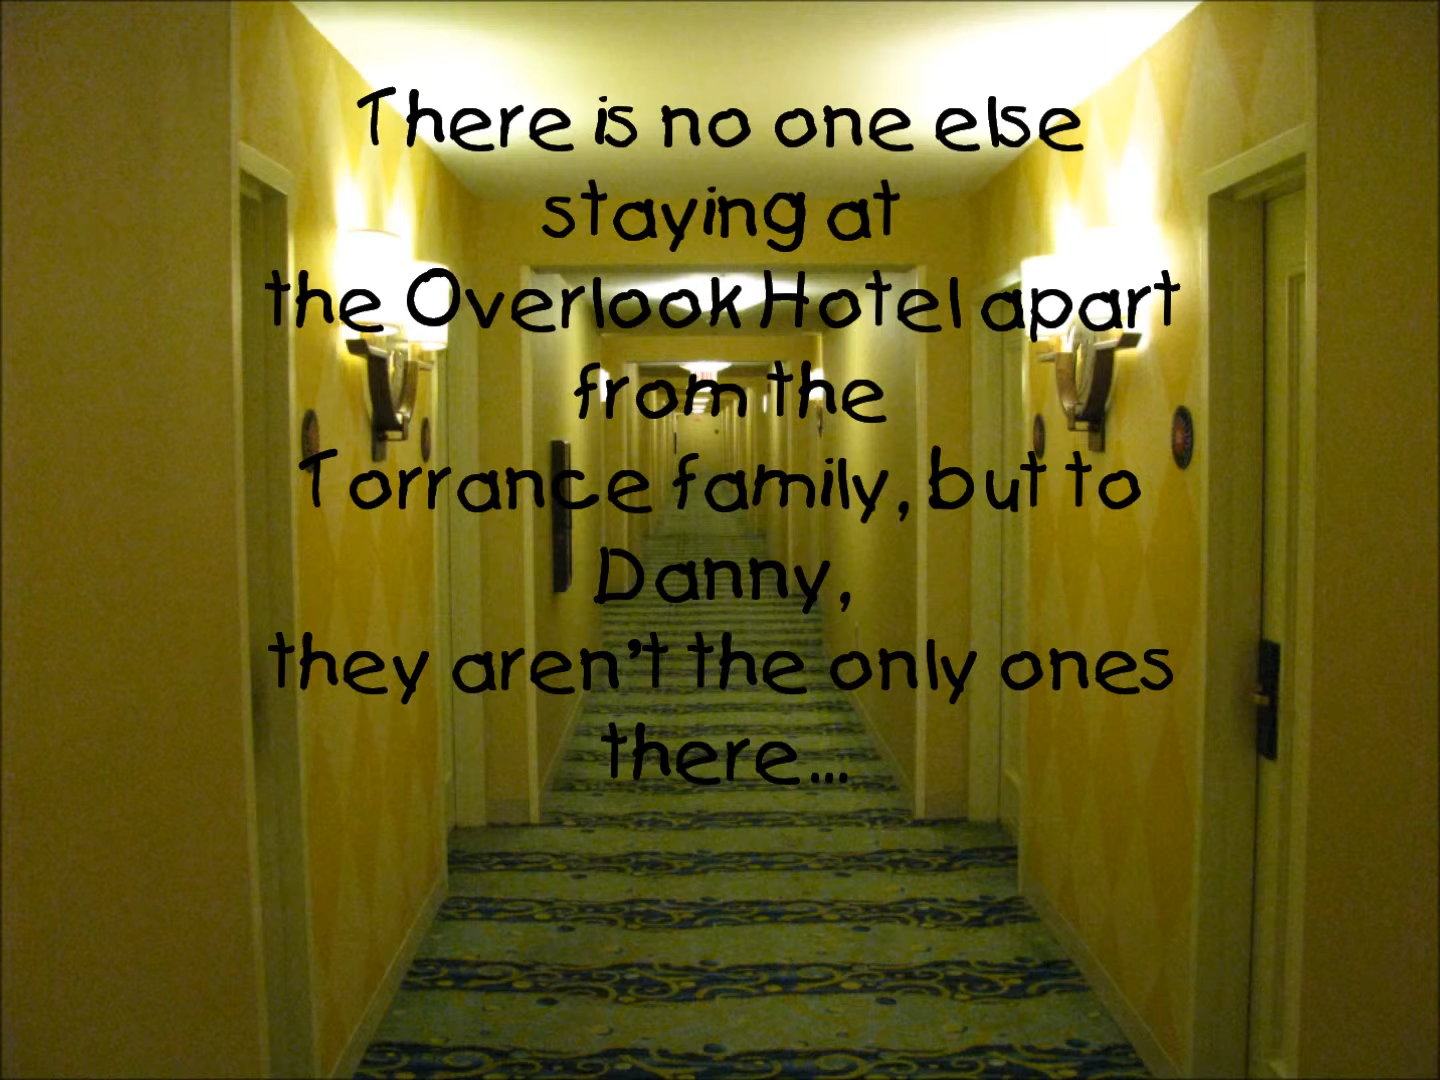 There is no one else
staying at
the Overlook Hotel apart
from the
Torrance family, but to
Danny,
they aren't the only ones
there...